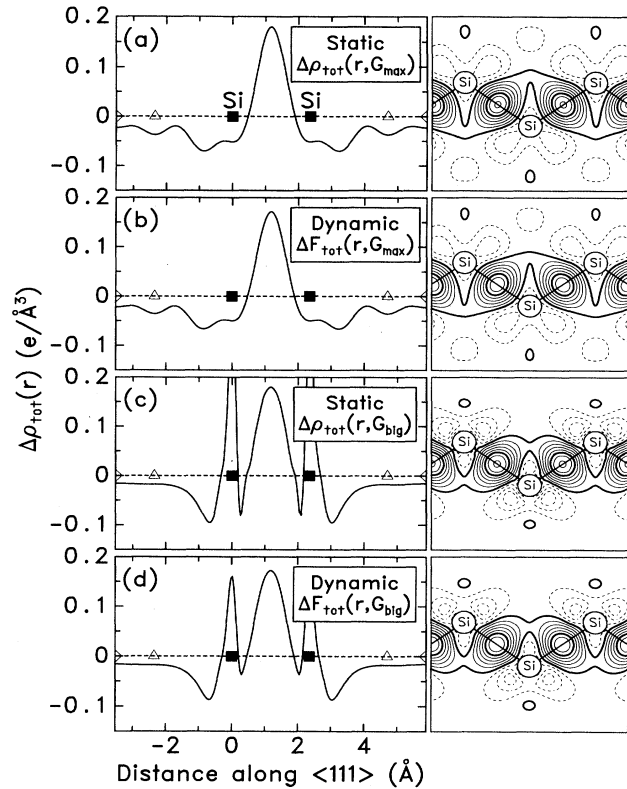 (a)
Static
Δρtot(r,Gmax)
0.2
0.1
0
-0.1
Si
Si
Si
Si
Si
(b)
Dynamic
ΔFtot(r,Gmax)
0.2
0.1
0
-0.1
Si
Si
Si
Δρtot(r) (e/Å3)
(c)
Static
Δρtot(r,Gbig)
0.2
0.1
0
-0.1
Si
Si
Si
(d)
Dynamic
ΔFtot(r,Gbig)
0.2
0.1
0
-0.1
Si
Si
Si
-2 0 2 4
Distance along <111> (Å)